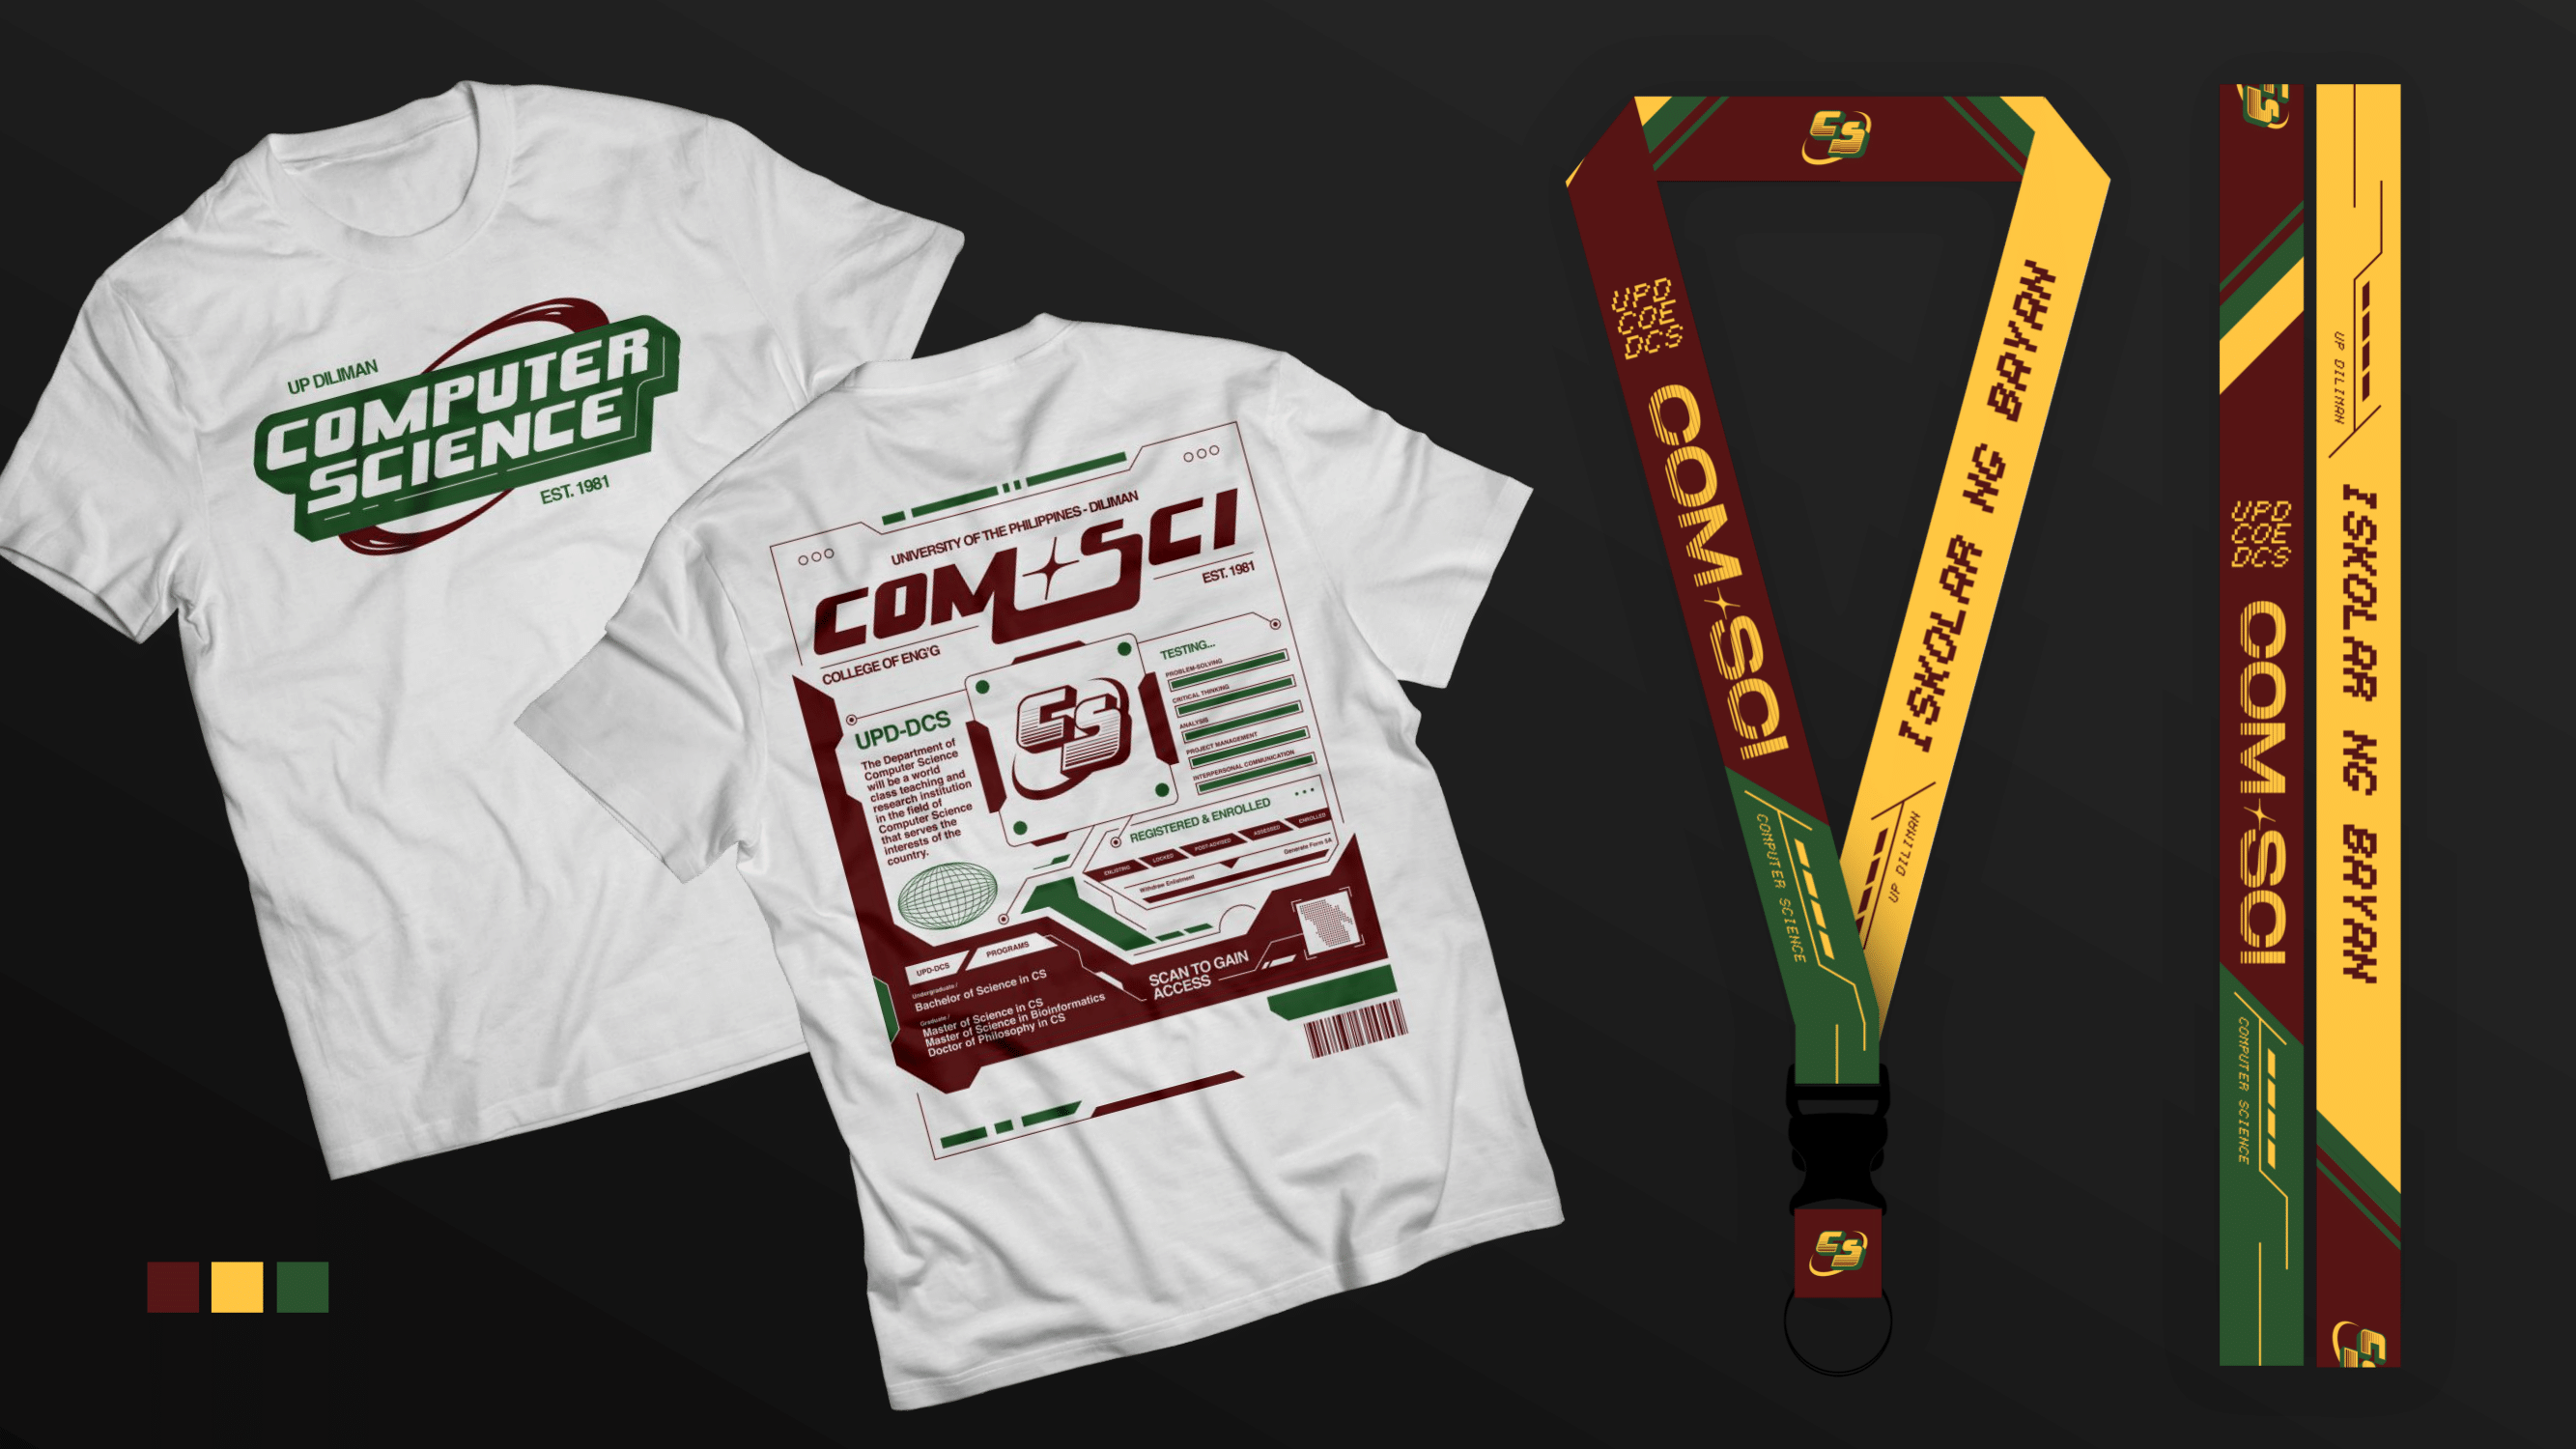 UP DILIMAN
COMPUTER
SCIENCE
EST. 1981
UNIVERSITY OF THE PHILIPPINES - DILIMAN
COM SCI
EST. 1981
COLLEGE OF ENG'G
UPD-DCS
The Department of
Computer Science
will be a world
class teaching and
research institution
in the field of
Computer Science
that serves the
interests of the
country.
CS
TESTING...
PROBLEM-SOLVING
CRITICAL THINKING
ANALYSIS
PROJECT MANAGEMENT
INTERPERSONAL COMMUNICATION
REGISTERED & ENROLLED
ENLISTING
LOCKED
POST-ADVISED
ASSESSED
ENROLLED
Generate Form 5A
Withdraw Enlistment
UPD-DCS
PROGRAMS
Undergraduate /
Bachelor of Science in CS
Graduate /
Master of Science in CS
Master of Science in Bioinformatics
Doctor of Philosophy in CS
SCAN TO GAIN
ACCESS
CS
UPD
COE
DCS
COM SCI
COMPUTER SCIENCE
ISKOLAR NG BAYAN
UP DILIMAN
CS
CS
UPD
COE
DCS
COM SCI
COMPUTER SCIENCE
UP DILIMAN
ISKOLAR NG BAYAN
CS